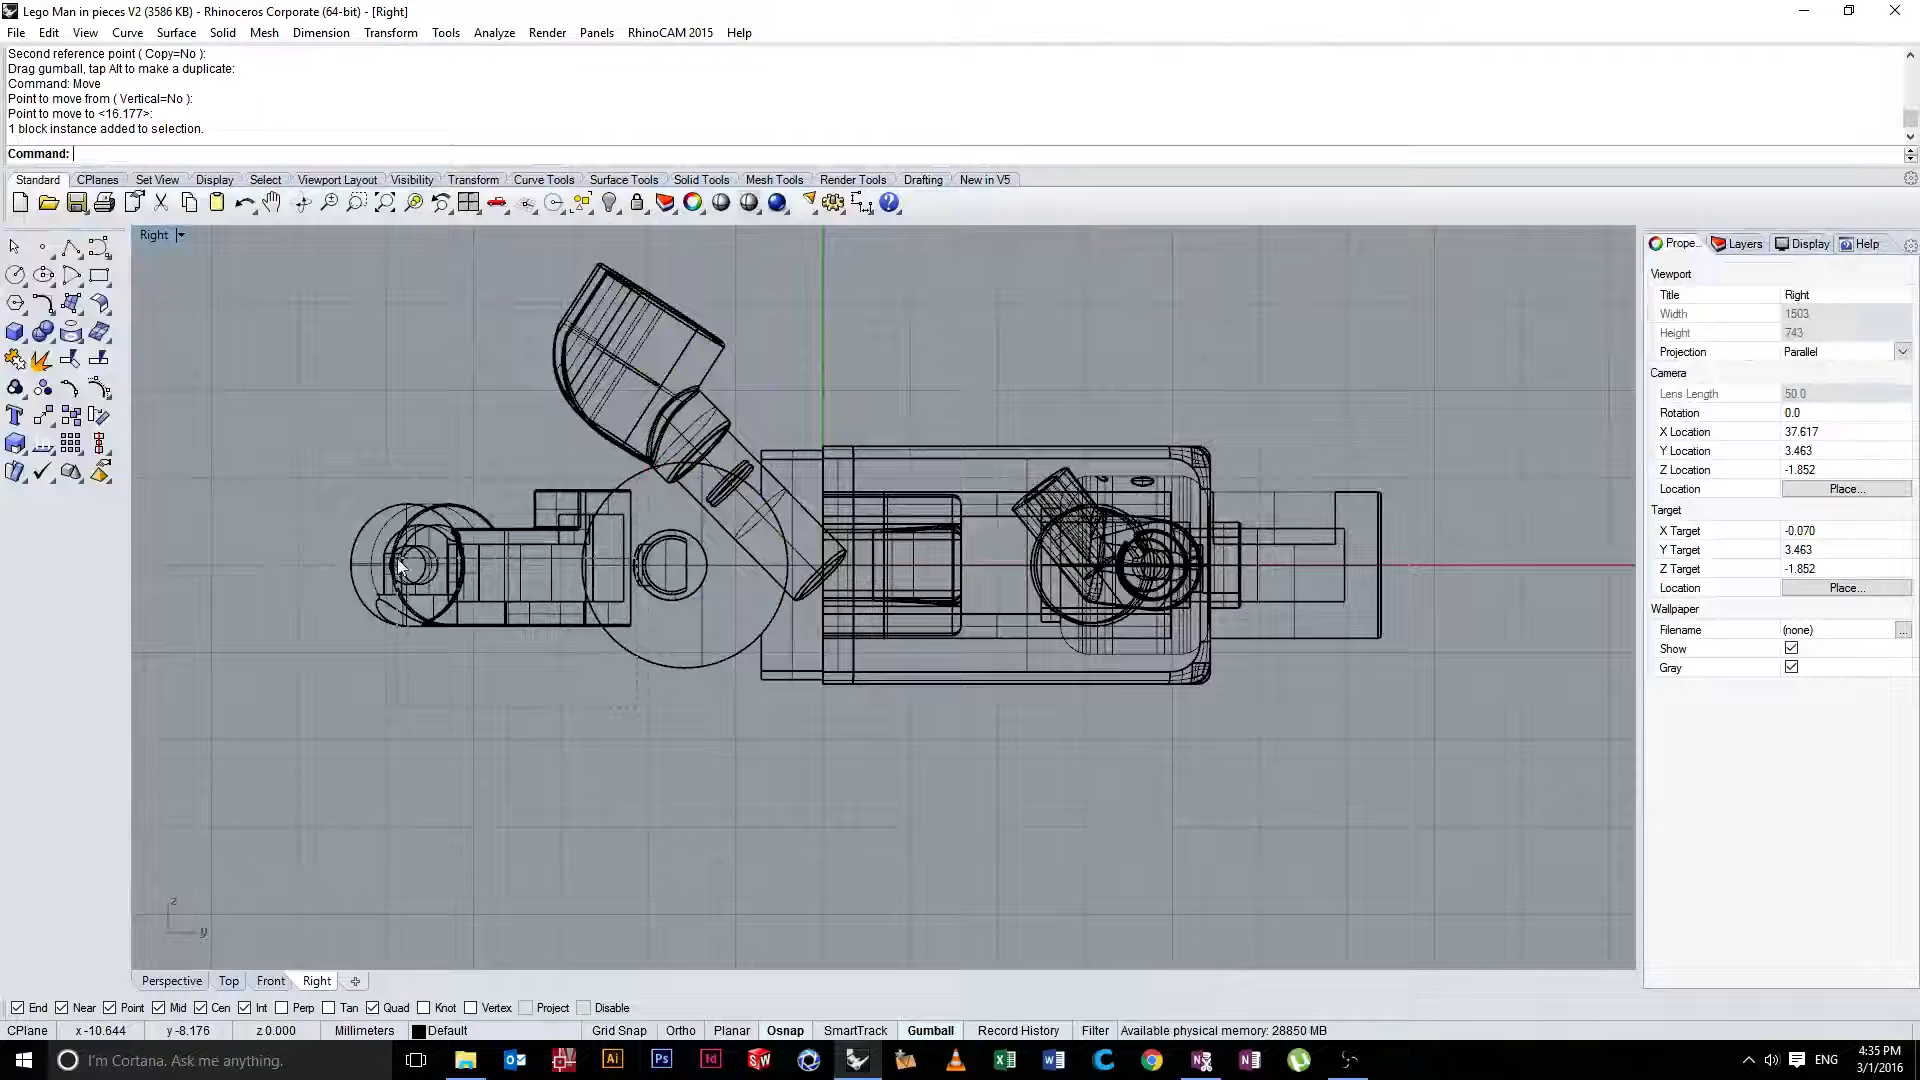 Lego Man in pieces V2 (3586 KB) - Rhinoceros Corporate (64-bit) - [Right]
File Edit View Curve Surface Solid Mesh Dimension Transform Tools Analyze Render Panels RhinoCAM 2015 Help
Second reference point ( Copy=No ):
Drag gumball, tap Alt to make a duplicate:
Command: Move
Point to move from ( Vertical=No ):
Point to move to <16.177>:
1 block instance added to selection.
Command:
Standard CPlanes Set View Display Select Viewport Layout Visibility Transform Curve Tools Surface Tools Solid Tools Mesh Tools Render Tools Drafting New in V5
Right
Prope... Layers Display Help
Viewport
Title Right
Width 1503
Height 743
Projection Parallel
Camera
Lens Length 50.0
Rotation 0.0
X Location 37.617
Y Location 3.463
Z Location -1.852
Location Place...
Target
X Target -0.070
Y Target 3.463
Z Target -1.852
Location Place...
Wallpaper
Filename (none) ...
Show
Gray
z
y
Perspective Top Front Right
End Near Point Mid Cen Int Perp Tan Quad Knot Vertex Project Disable
CPlane x -10.644 y -8.176 z 0.000 Millimeters Default Grid Snap Ortho Planar Osnap SmartTrack Gumball Record History Filter Available physical memory: 28850 MB
I'm Cortana. Ask me anything.
Ai Ps Id SW
ENG
4:35 PM
3/1/2016